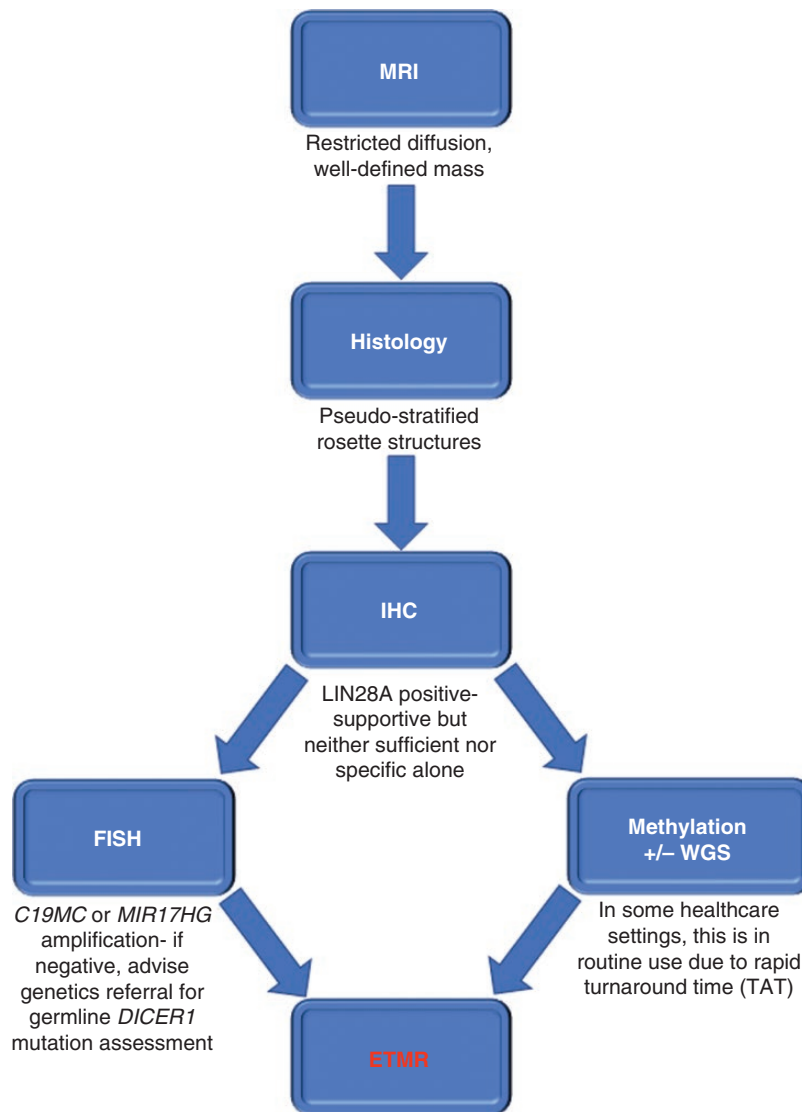 MRI
Restricted diffusion,
well-defined mass
Histology
Pseudo-stratified
rosette structures
IHC
LIN28A positive-
supportive but
neither sufficient nor
specific alone
FISH
C19MC or MIR17HG
amplification- if
negative, advise
genetics referral for
germline DICER1
mutation assessment
Methylation
+/– WGS
In some healthcare
settings, this is in
routine use due to rapid
turnaround time (TAT)
ETMR